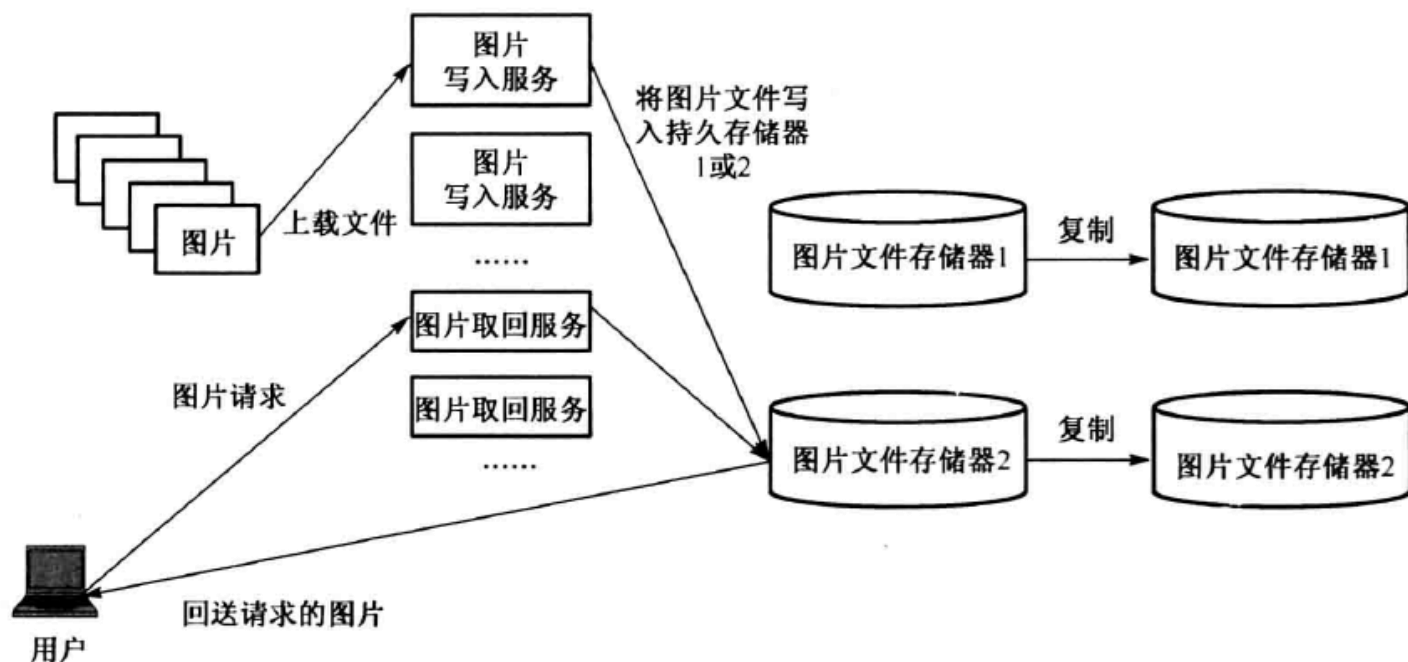 图片
写入服务
将图片文件写
入持久存储器
1或2
图片
写入服务
图片
上载文件
......
图片文件存储器1
复制
图片文件存储器1
图片取回服务
图片请求
图片取回服务
......
图片文件存储器2
复制
图片文件存储器2
回送请求的图片
用户